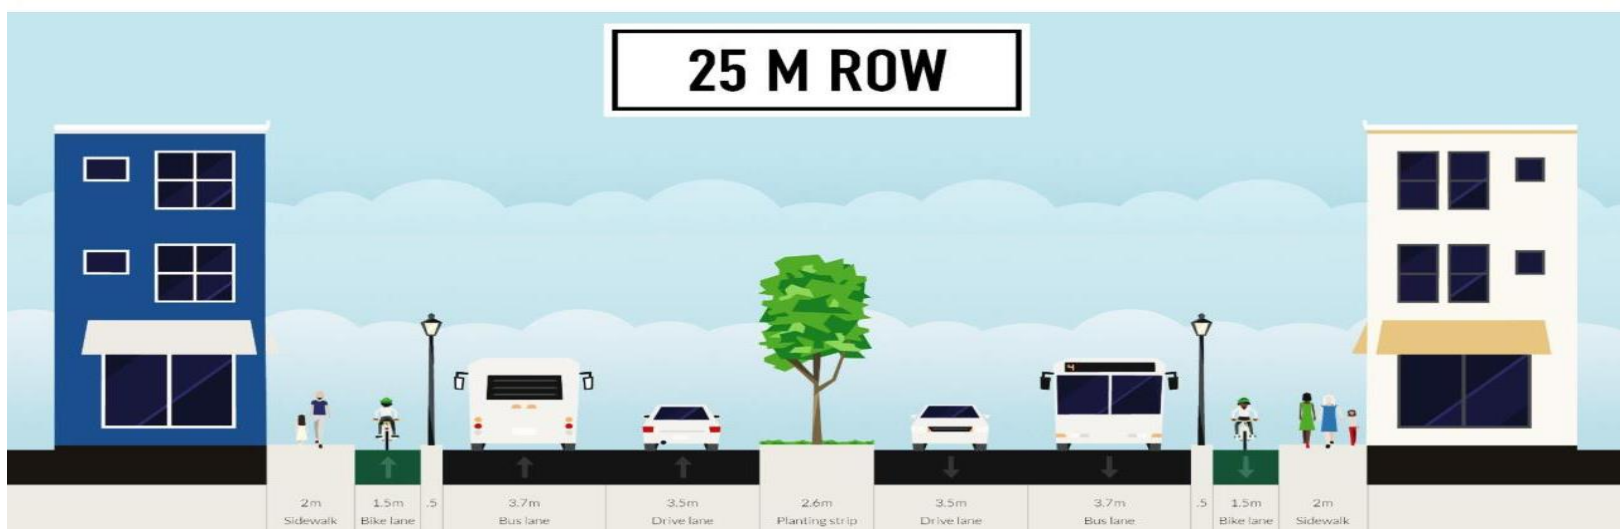 25 M ROW
4
2m 1.5m .5 3.7m 3.5m 2.6m 3.5m 3.7m .5 1.5m 2m
Sidewalk Bike lane Bus lane Drive lane Planting strip Drive lane Bus lane Bike lane Sidewalk